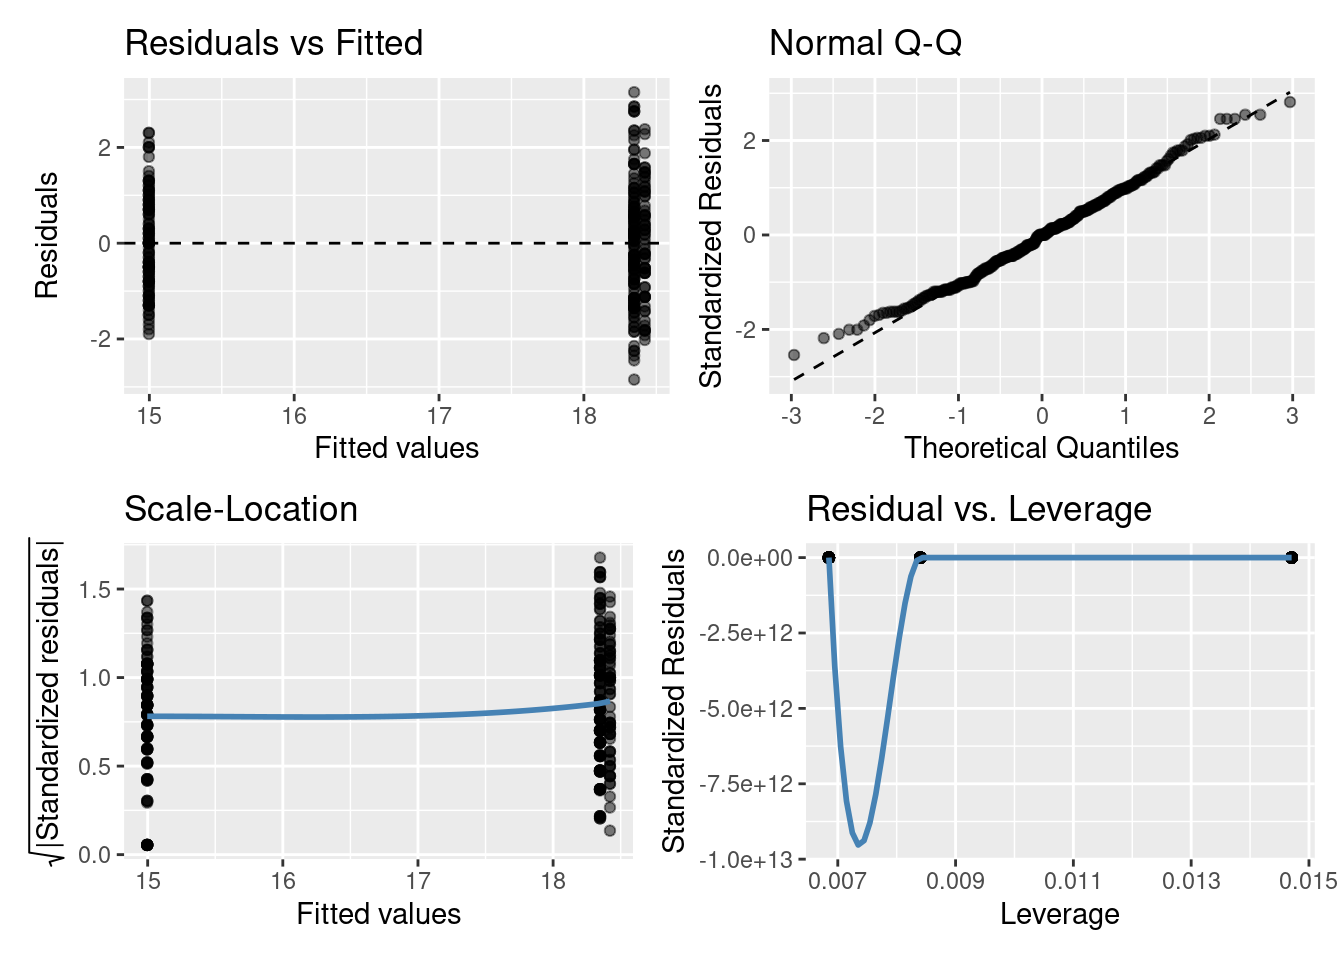 Residuals vs Fitted
Residuals
2
0
-2
15 16 17 18
Fitted values
Normal Q-Q
Standardized Residuals
2
0
-2
-3 -2 -1 0 1 2 3
Theoretical Quantiles
Scale-Location
√|Standardized residuals|
1.5
1.0
0.5
0.0
15 16 17 18
Fitted values
Residual vs. Leverage
Standardized Residuals
0.0e+00
-2.5e+12
-5.0e+12
-7.5e+12
-1.0e+13
0.007 0.009 0.011 0.013 0.015
Leverage